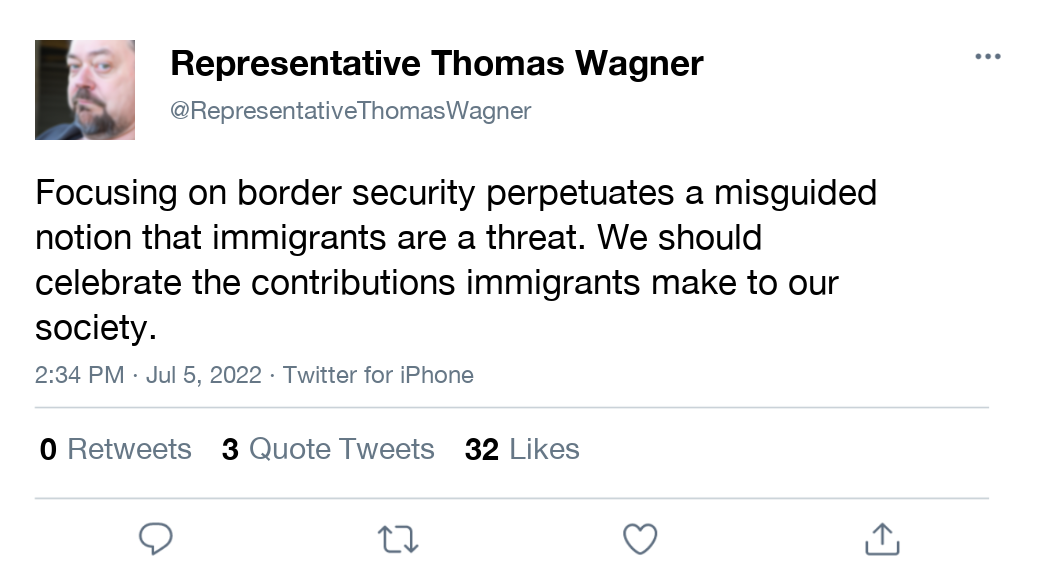 Representative Thomas Wagner
@RepresentativeThomasWagner
Focusing on border security perpetuates a misguided
notion that immigrants are a threat. We should
celebrate the contributions immigrants make to our
society.
2:34 PM · Jul 5, 2022 · Twitter for iPhone
0 Retweets 3 Quote Tweets 32 Likes